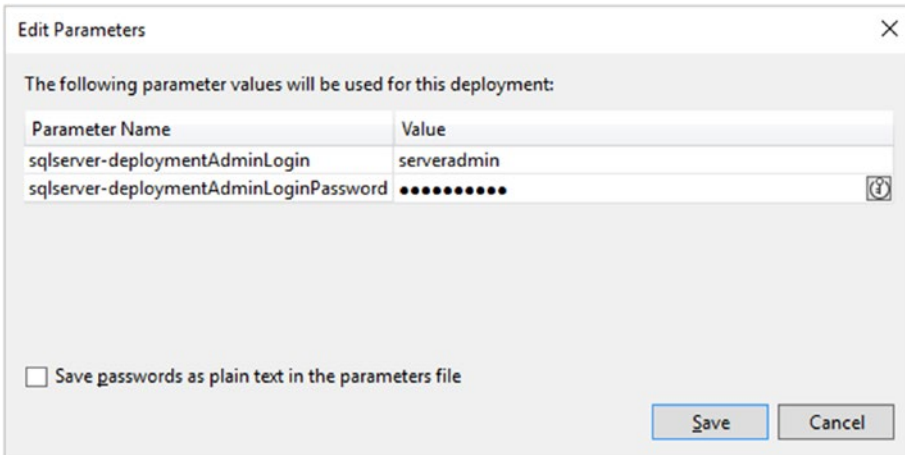 Edit Parameters
The following parameter values will be used for this deployment:
Parameter Name Value
sqlserver-deploymentAdminLogin serveradmin
sqlserver-deploymentAdminLoginPassword ●●●●●●●●●●
Save passwords as plain text in the parameters file
Save Cancel